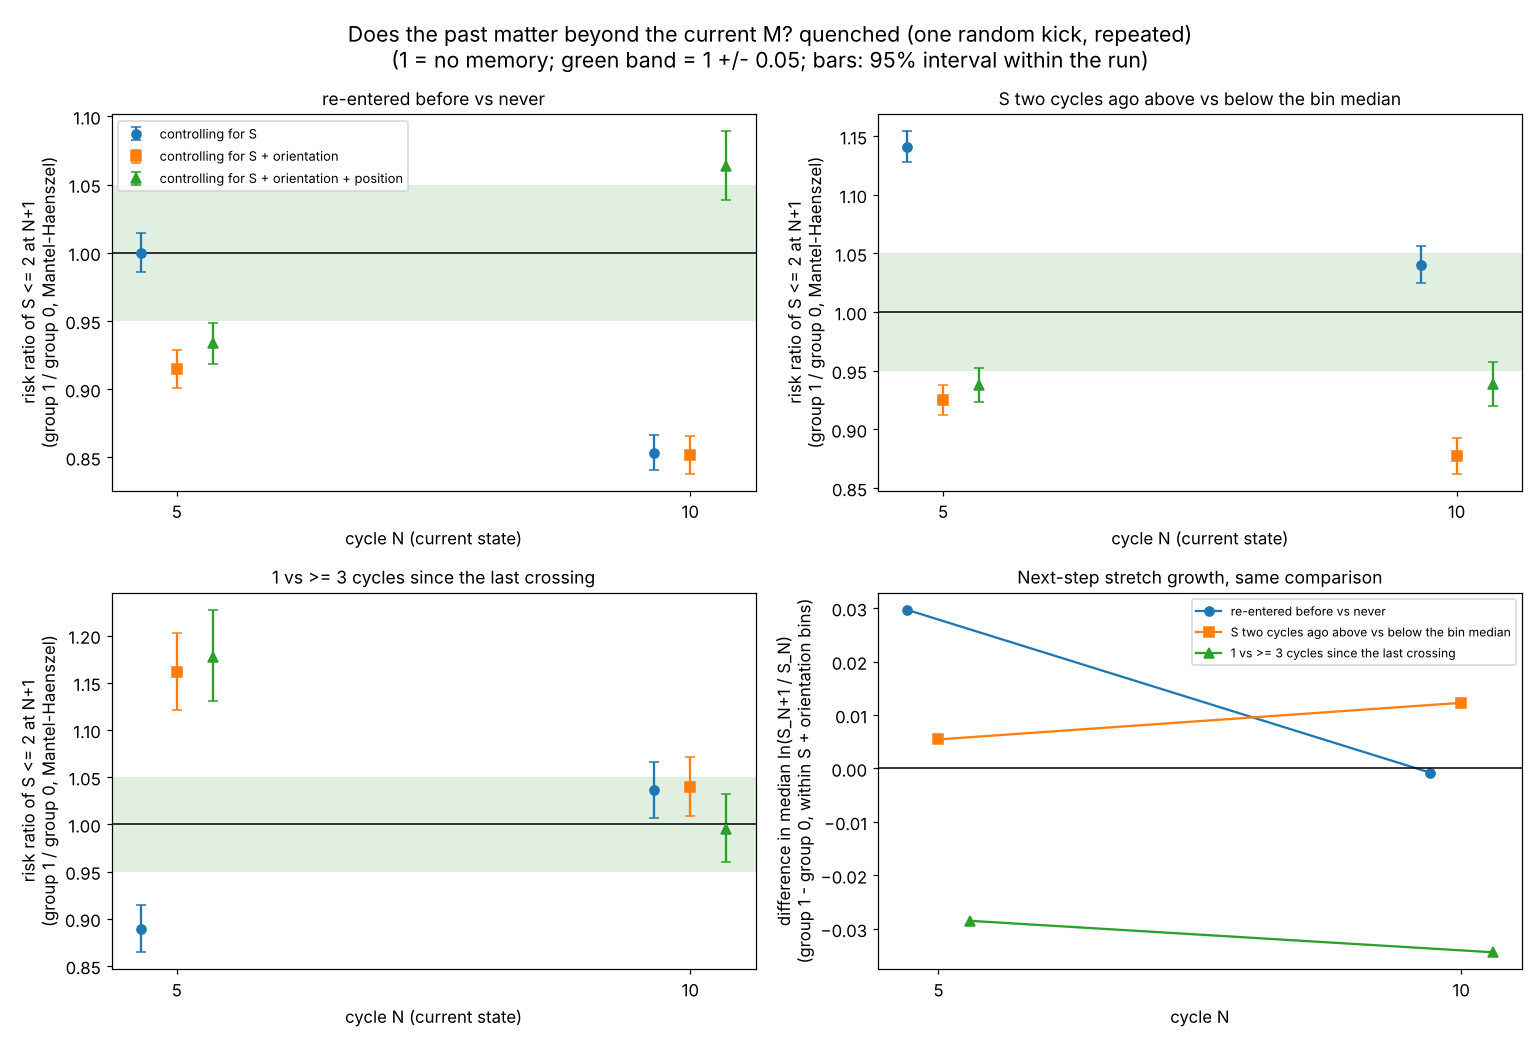 Does the past matter beyond the current M? quenched (one random kick, repeated)
(1 = no memory; green band = 1 +/- 0.05; bars: 95% interval within the run)
re-entered before vs never
controlling for S
controlling for S + orientation
controlling for S + orientation + position
risk ratio of S <= 2 at N+1
(group 1 / group 0, Mantel-Haenszel)
1.10
1.05
1.00
0.95
0.90
0.85
5
10
cycle N (current state)
S two cycles ago above vs below the bin median
risk ratio of S <= 2 at N+1
(group 1 / group 0, Mantel-Haenszel)
1.15
1.10
1.05
1.00
0.95
0.90
0.85
5
10
cycle N (current state)
1 vs >= 3 cycles since the last crossing
risk ratio of S <= 2 at N+1
(group 1 / group 0, Mantel-Haenszel)
1.20
1.15
1.10
1.05
1.00
0.95
0.90
0.85
5
10
cycle N (current state)
Next-step stretch growth, same comparison
re-entered before vs never
S two cycles ago above vs below the bin median
1 vs >= 3 cycles since the last crossing
difference in median ln(S_N+1 / S_N)
(group 1 - group 0, within S + orientation bins)
0.03
0.02
0.01
0.00
−0.01
−0.02
−0.03
5
10
cycle N